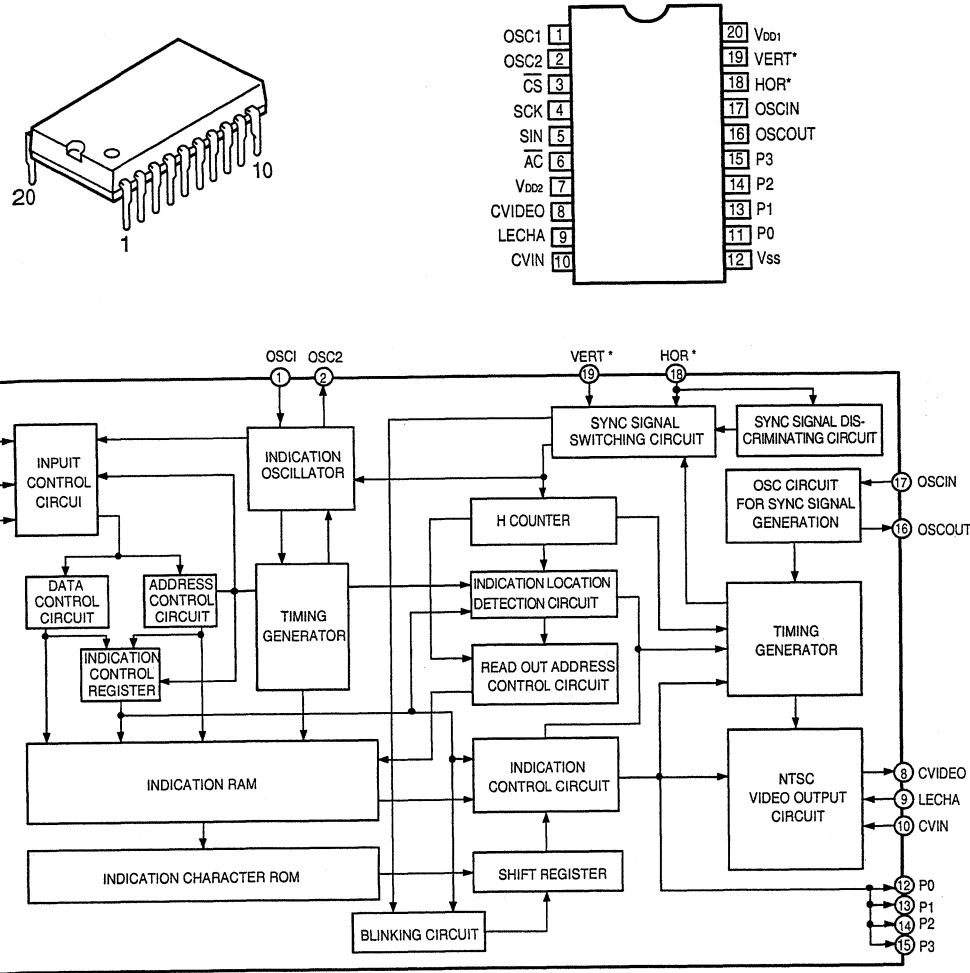 20
10
1
OSC1 1
OSC2 2
CS 3
SCK 4
SIN 5
AC 6
VDD2 7
CVIDEO 8
LECHA 9
CVIN 10
20 VDD1
19 VERT*
18 HOR*
17 OSCIN
16 OSCOUT
15 P3
14 P2
13 P1
11 P0
12 Vss
OSCI OSC2
1 2
VERT * HOR *
19 18
INPUIT
CONTROL
CIRCUI
INDICATION
OSCILLATOR
SYNC SIGNAL
SWITCHING CIRCUIT
SYNC SIGNAL DIS-
CRIMINATING CIRCUIT
OSC CIRCUIT
FOR SYNC SIGNAL
GENERATION
17 OSCIN
16 OSCOUT
H COUNTER
DATA
CONTROL
CIRCUIT
ADDRESS
CONTROL
CIRCUIT
TIMING
GENERATOR
INDICATION LOCATION
DETECTION CIRCUIT
TIMING
GENERATOR
INDICATION
CONTROL
REGISTER
READ OUT ADDRESS
CONTROL CIRCUIT
INDICATION RAM
INDICATION
CONTROL CIRCUIT
NTSC
VIDEO OUTPUT
CIRCUIT
8 CVIDEO
9 LECHA
10 CVIN
INDICATION CHARACTER ROM
SHIFT REGISTER
BLINKING CIRCUIT
12 P0
13 P1
14 P2
15 P3